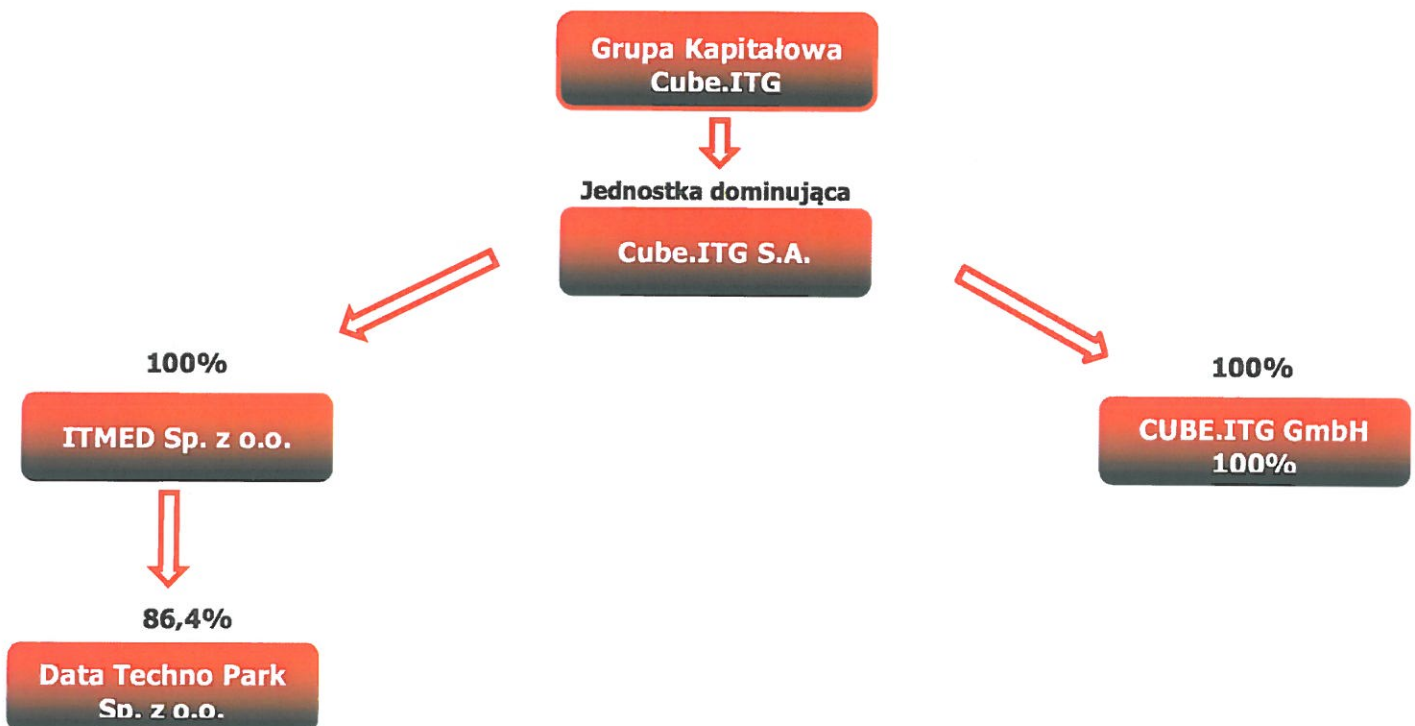 Grupa Kapitałowa
Cube.ITG
Jednostka dominująca
Cube.ITG S.A.
100%
100%
ITMED Sp. z o.o.
CUBE.ITG GmbH
100%
86,4%
Data Techno Park
Sp. z o.o.